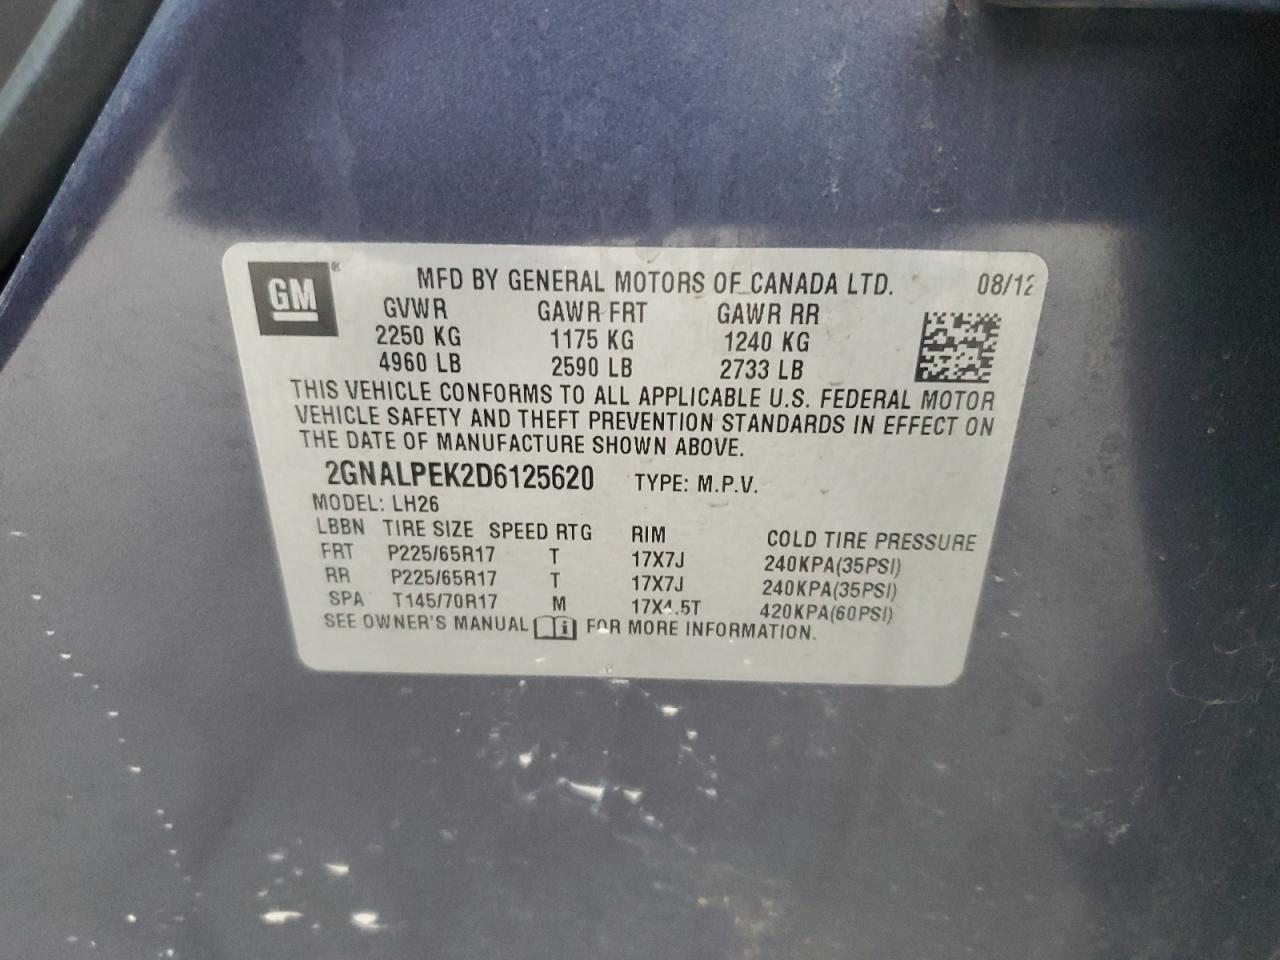 GM® MFD BY GENERAL MOTORS OF CANADA LTD. 08/12
GVWR GAWR FRT GAWR RR
2250 KG 1175 KG 1240 KG
4960 LB 2590 LB 2733 LB
THIS VEHICLE CONFORMS TO ALL APPLICABLE U.S. FEDERAL MOTOR
VEHICLE SAFETY AND THEFT PREVENTION STANDARDS IN EFFECT ON
THE DATE OF MANUFACTURE SHOWN ABOVE.
2GNALPEK2D6125620 TYPE: M.P.V.
MODEL: LH26
LBBN TIRE SIZE SPEED RTG RIM COLD TIRE PRESSURE
FRT P225/65R17 T 17X7J 240KPA(35PSI)
RR P225/65R17 T 17X7J 240KPA(35PSI)
SPA T145/70R17 M 17X4.5T 420KPA(60PSI)
SEE OWNER'S MANUAL i FOR MORE INFORMATION.